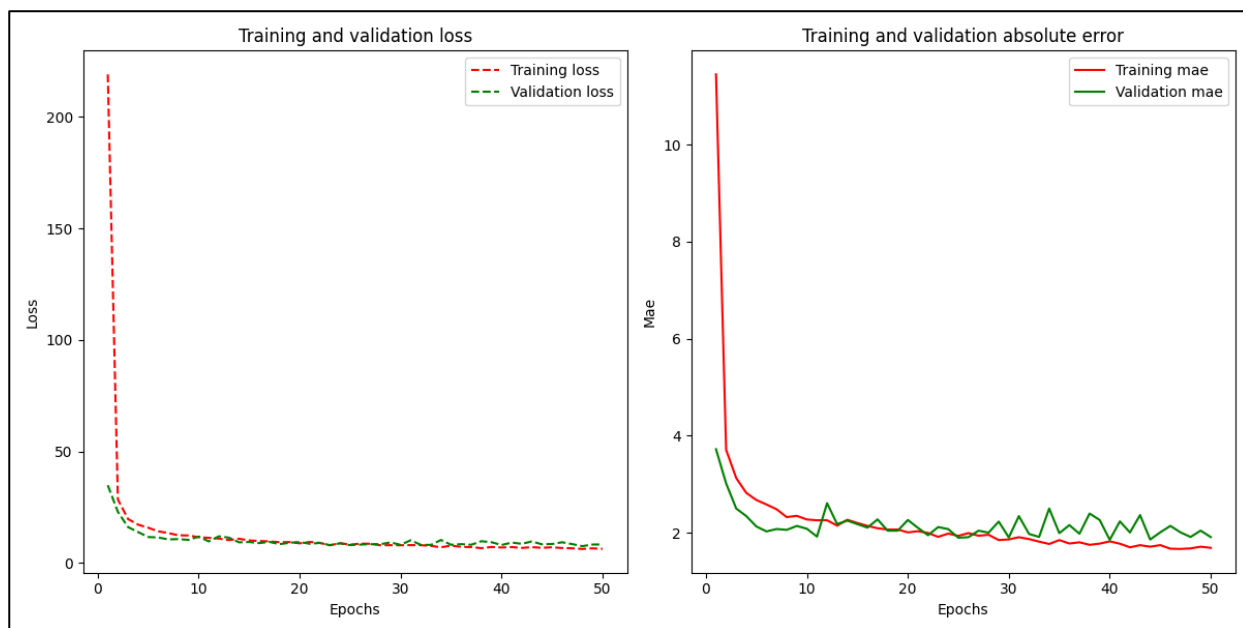 Training and validation loss
Training loss
Validation loss
Loss
200
150
100
50
0
0 10 20 30 40 50
Epochs
Training and validation absolute error
Training mae
Validation mae
Mae
10
8
6
4
2
0 10 20 30 40 50
Epochs